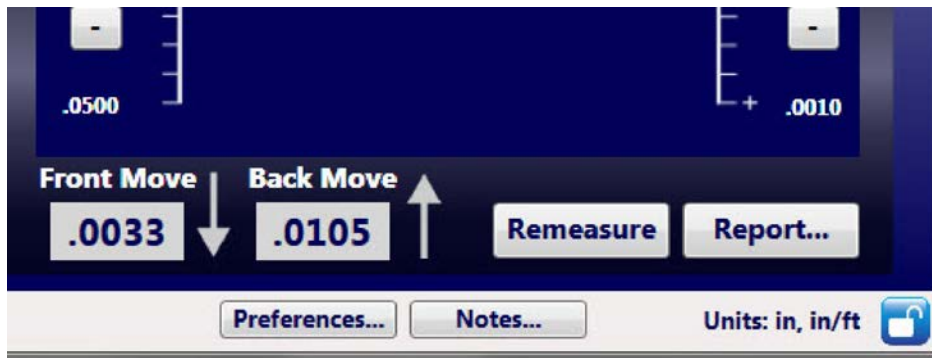 -
-
.0500
+ .0010
Front Move Back Move
.0033 .0105 Remeasure Report...
Preferences... Notes... Units: in, in/ft